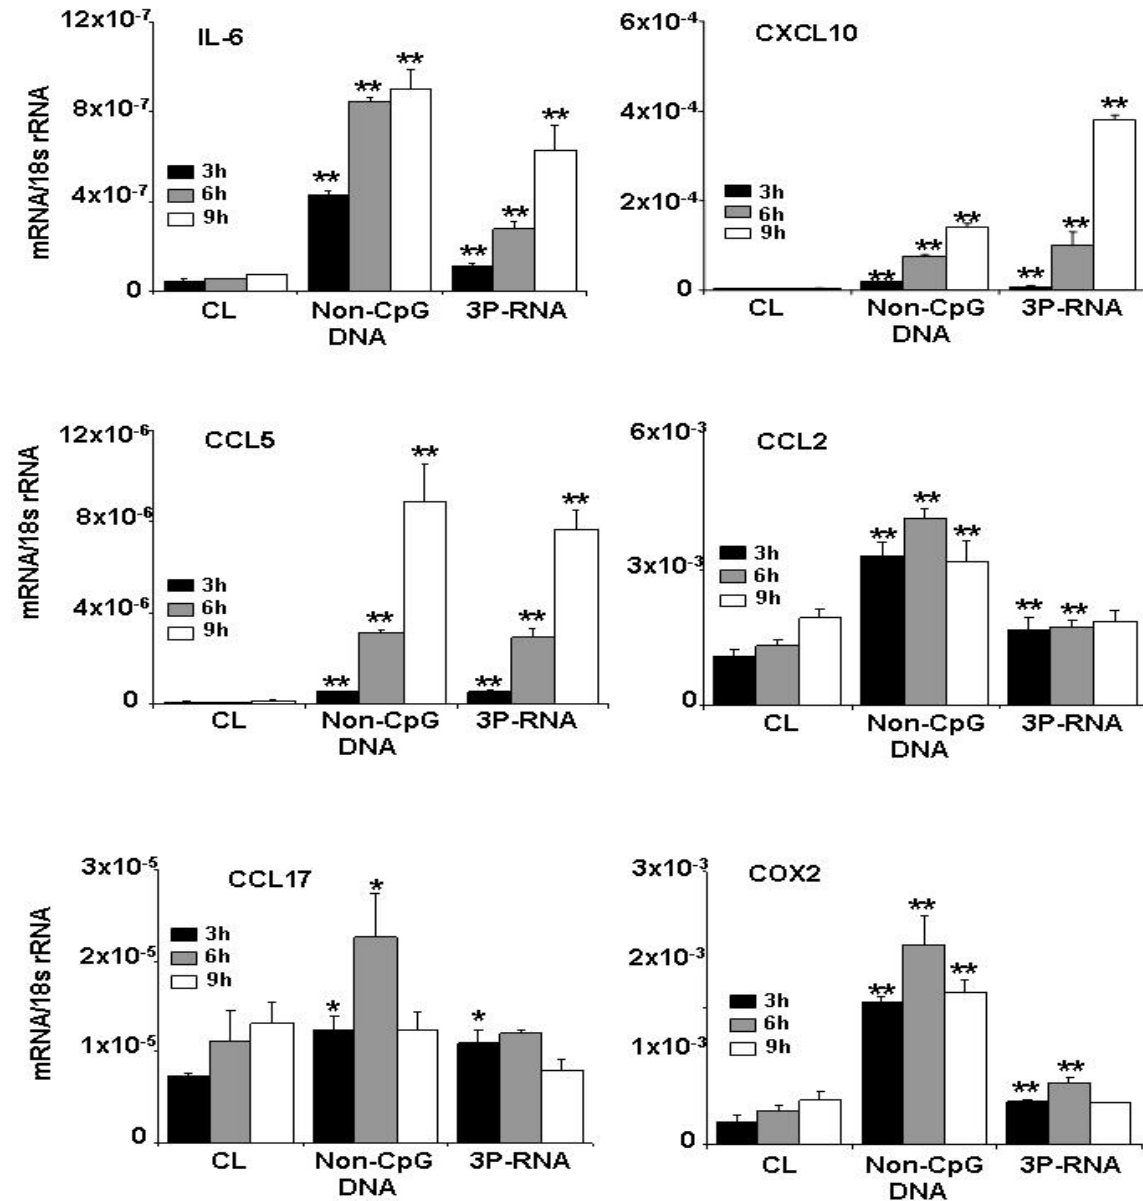 12x10-7
IL-6
8x10-7
4x10-7
0
mRNA/18s rRNA
3h
6h
9h
** ** ** ** ** **
CL Non-CpG DNA 3P-RNA
6x10-4
CXCL10
4x10-4
2x10-4
0
3h
6h
9h
** ** ** ** ** **
CL Non-CpG DNA 3P-RNA
12x10-6
CCL5
8x10-6
4x10-6
0
mRNA/18s rRNA
3h
6h
9h
** ** ** ** ** **
CL Non-CpG DNA 3P-RNA
6x10-3
CCL2
3x10-3
0
3h
6h
9h
** ** ** ** **
CL Non-CpG DNA 3P-RNA
3x10-5
CCL17
2x10-5
1x10-5
0
mRNA/18s rRNA
3h
6h
9h
* * *
CL Non-CpG DNA 3P-RNA
3x10-3
COX2
2x10-3
1x10-3
0
3h
6h
9h
** ** ** ** **
CL Non-CpG DNA 3P-RNA